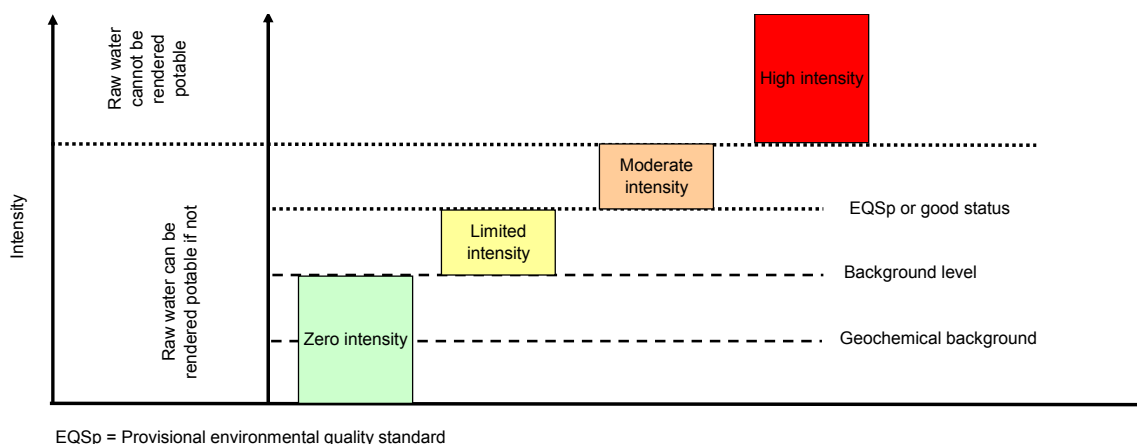 Intensity
Raw water
cannot be
rendered
potable
Raw water can be
rendered potable if not
High intensity
Moderate
intensity
Limited
intensity
Zero intensity
EQSp or good status
Background level
Geochemical background
EQSp = Provisional environmental quality standard